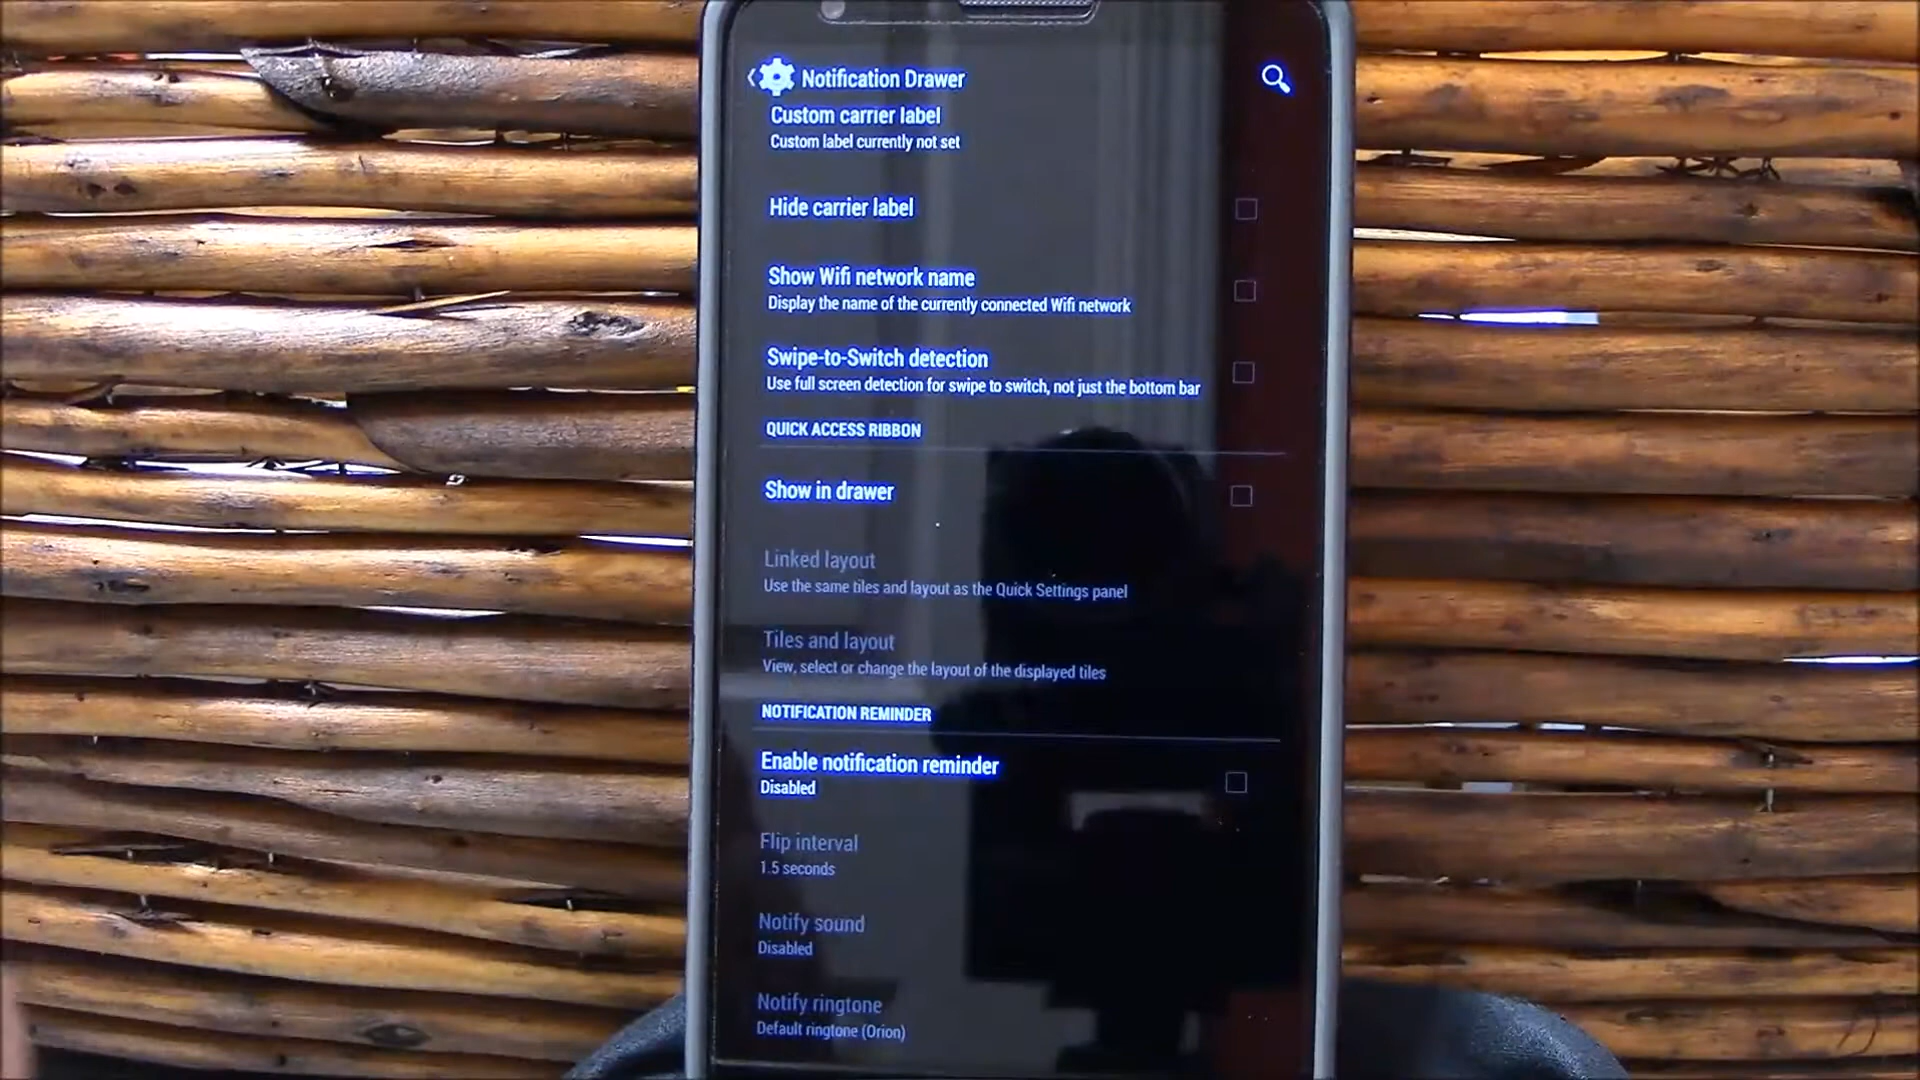 Notification Drawer
Custom carrier label
Custom label currently not set
Hide carrier label
Show Wifi network name
Display the name of the currently connected Wifi network
Swipe-to-Switch detection
Use full screen detection for swipe to switch, not just the bottom bar
QUICK ACCESS RIBBON
Show in drawer
Linked layout
Use the same tiles and layout as the Quick Settings panel
Tiles and layout
View, select or change the layout of the displayed tiles
NOTIFICATION REMINDER
Enable notification reminder
Disabled
Flip interval
1.5 seconds
Notify sound
Disabled
Notify ringtone
Default ringtone (Orion)